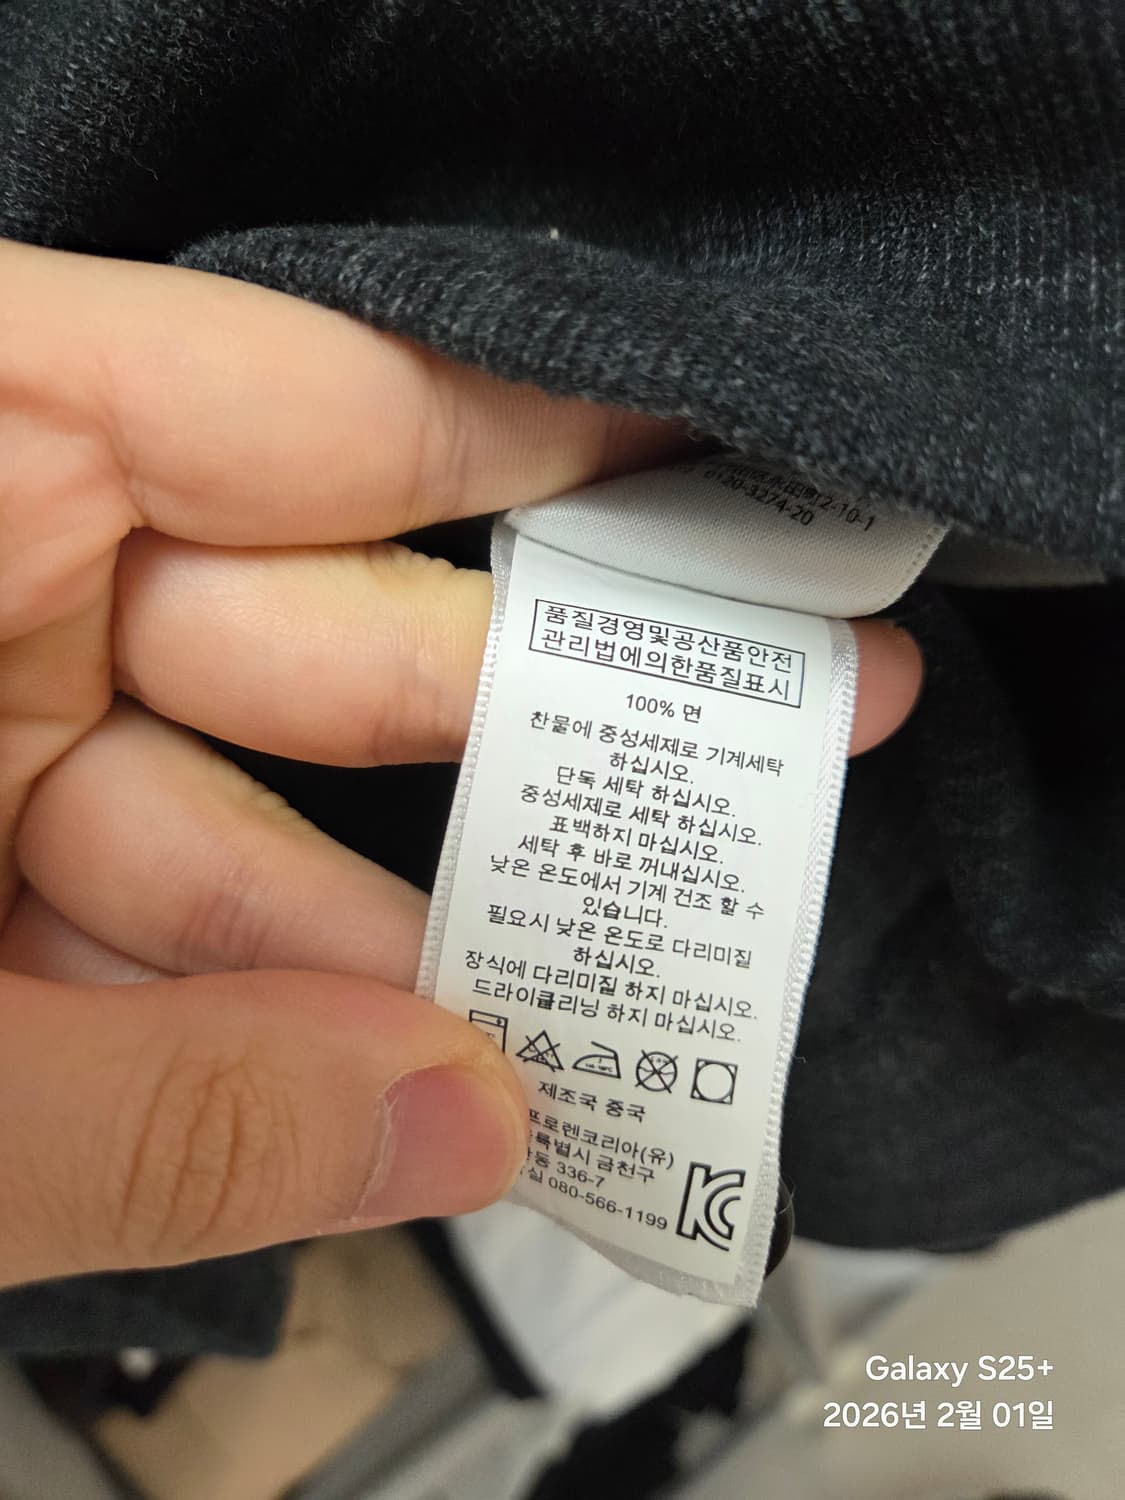 2-10-1
0120-3274-20
품질경영및공산품안전
관리법에의한품질표시
100% 면
찬물에 중성세제로 기계세탁
하십시오.
단독 세탁 하십시오.
중성세제로 세탁 하십시오.
표백하지 마십시오.
세탁 후 바로 꺼내십시오.
낮은 온도에서 기계 건조 할 수
있습니다.
필요시 낮은 온도로 다리미질
하십시오.
장식에 다리미질 하지 마십시오.
드라이클리닝 하지 마십시오.
제조국 중국
프로렌코리아(유)
특별시 금천구
336-7
실 080-566-1199
KC
Galaxy S25+
2026년 2월 01일